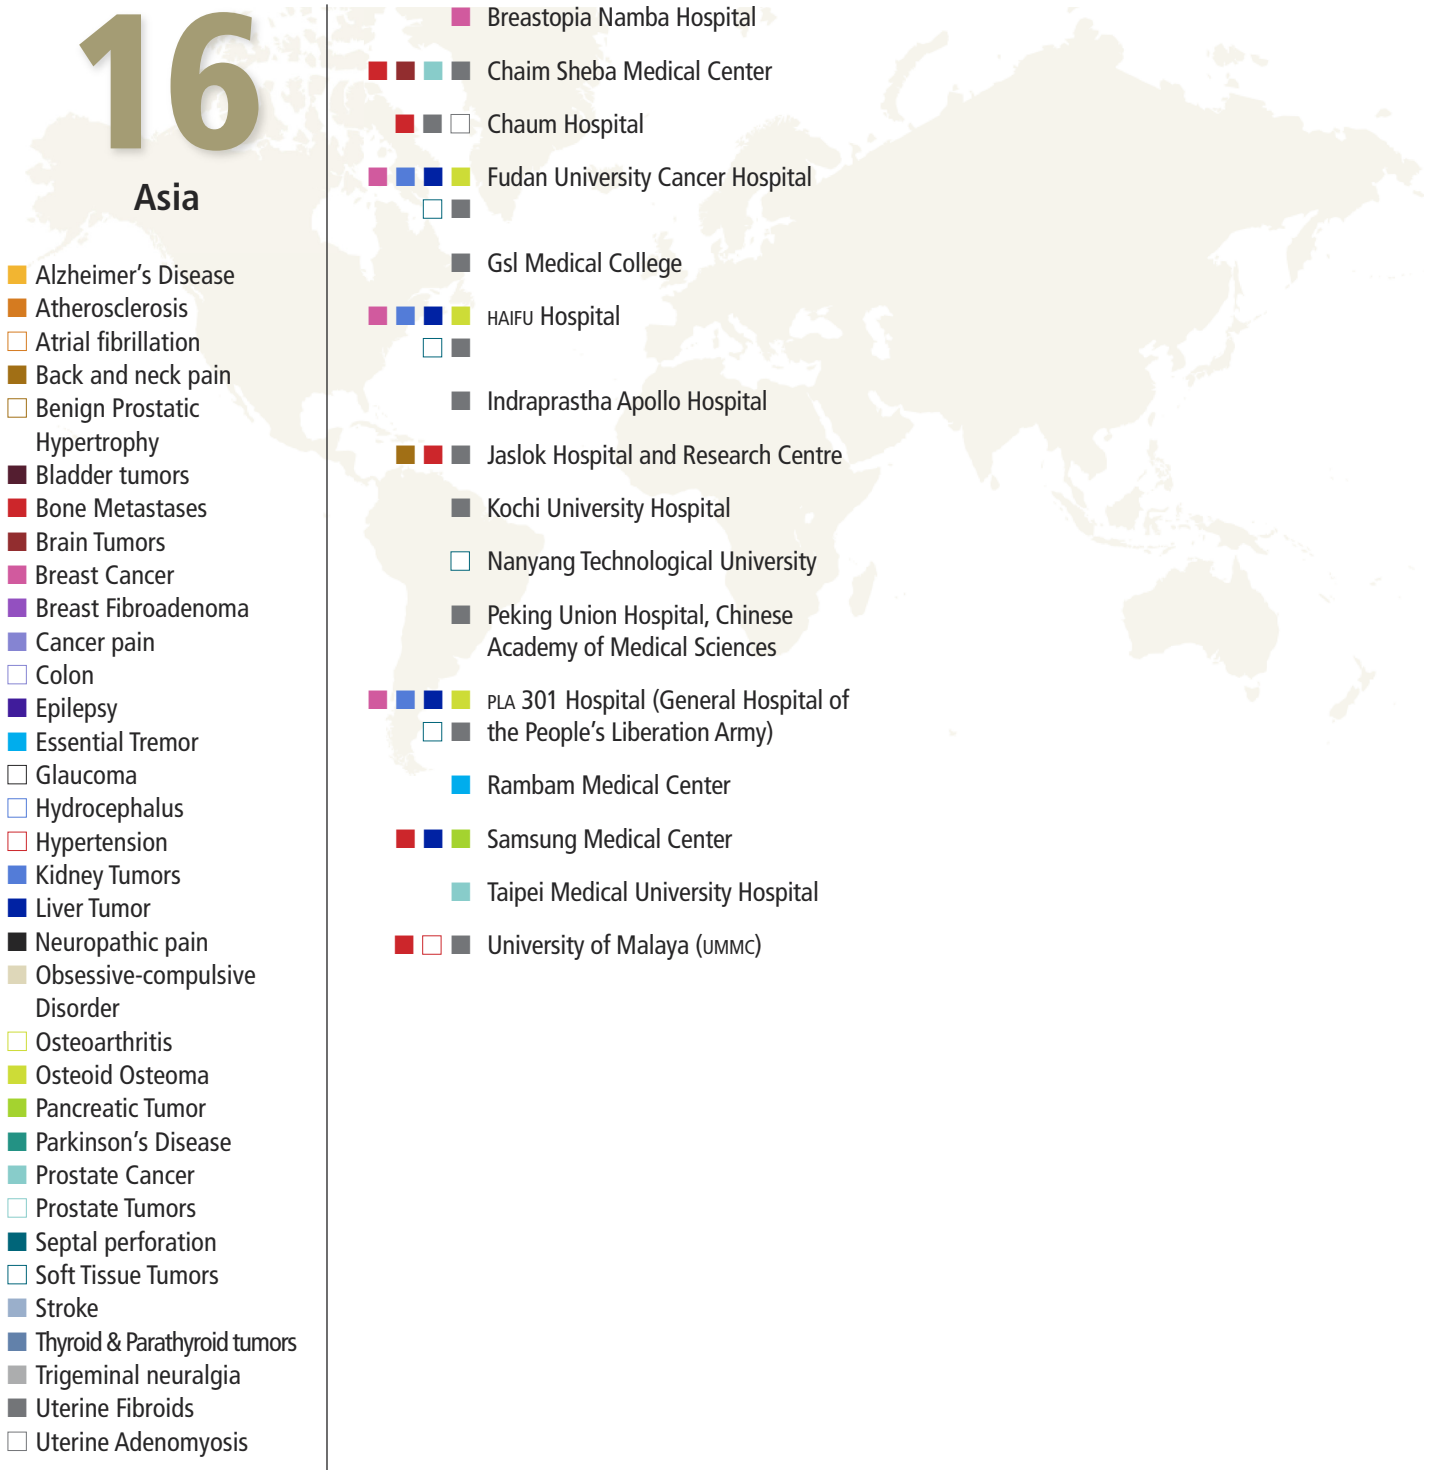 16
Asia
Alzheimer's Disease
Atherosclerosis
Atrial fibrillation
Back and neck pain
Benign Prostatic
Hypertrophy
Bladder tumors
Bone Metastases
Brain Tumors
Breast Cancer
Breast Fibroadenoma
Cancer pain
Colon
Epilepsy
Essential Tremor
Glaucoma
Hydrocephalus
Hypertension
Kidney Tumors
Liver Tumor
Neuropathic pain
Obsessive-compulsive
Disorder
Osteoarthritis
Osteoid Osteoma
Pancreatic Tumor
Parkinson's Disease
Prostate Cancer
Prostate Tumors
Septal perforation
Soft Tissue Tumors
Stroke
Thyroid & Parathyroid tumors
Trigeminal neuralgia
Uterine Fibroids
Uterine Adenomyosis
Breastopia Namba Hospital
Chaim Sheba Medical Center
Chaum Hospital
Fudan University Cancer Hospital
Gsl Medical College
HAIFU Hospital
Indraprastha Apollo Hospital
Jaslok Hospital and Research Centre
Kochi University Hospital
Nanyang Technological University
Peking Union Hospital, Chinese
Academy of Medical Sciences
PLA 301 Hospital (General Hospital of
the People's Liberation Army)
Rambam Medical Center
Samsung Medical Center
Taipei Medical University Hospital
University of Malaya (UMMC)